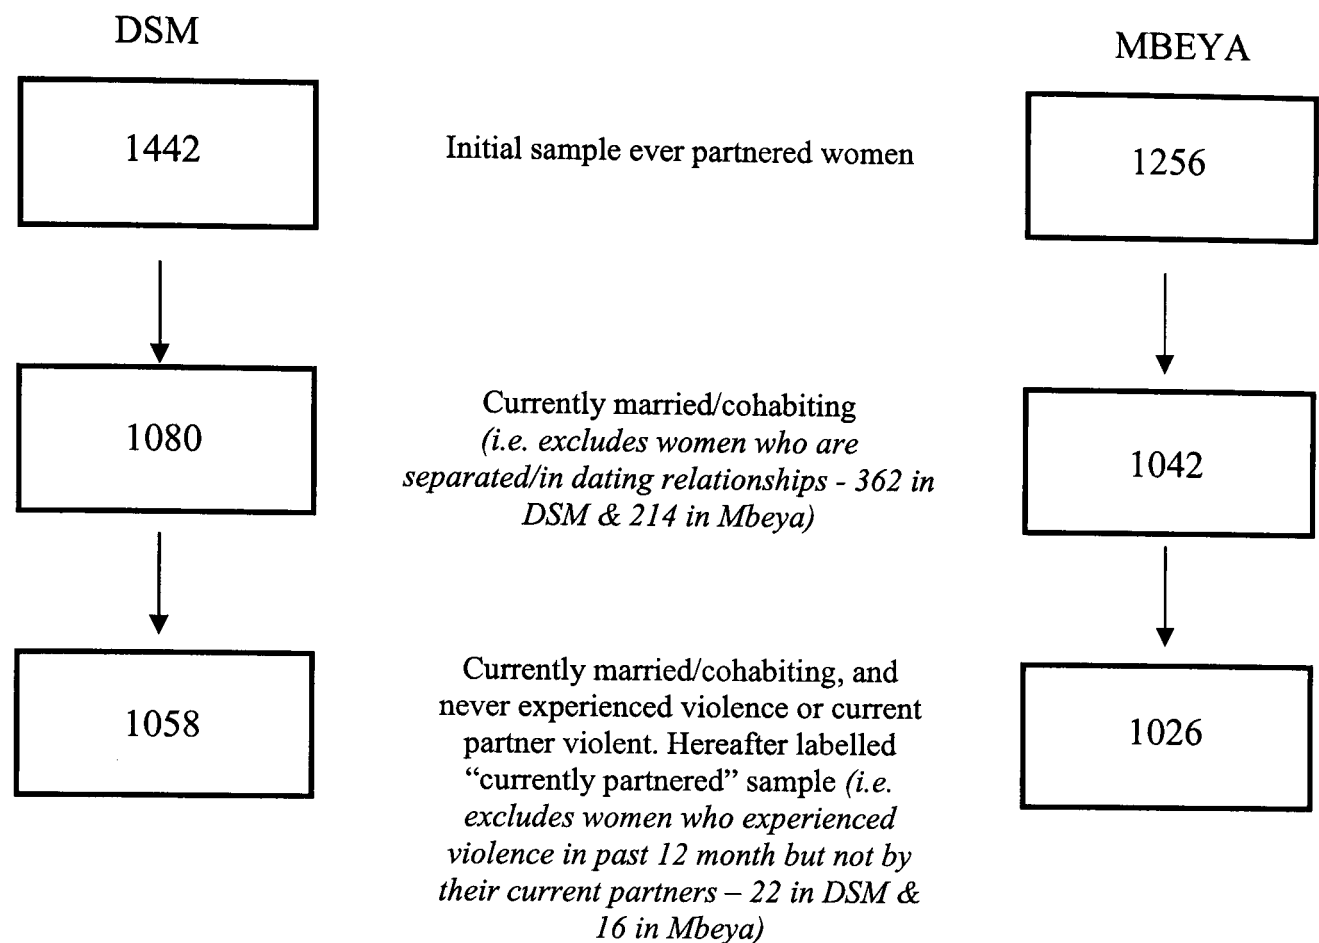 DSM
MBEYA
1442
Initial sample ever partnered women
1256
1080
Currently married/cohabiting
(i.e. excludes women who are
separated/in dating relationships - 362 in
DSM & 214 in Mbeya)
1042
1058
Currently married/cohabiting, and
never experienced violence or current
partner violent. Hereafter labelled
“currently partnered” sample (i.e.
excludes women who experienced
violence in past 12 month but not by
their current partners – 22 in DSM &
16 in Mbeya)
1026